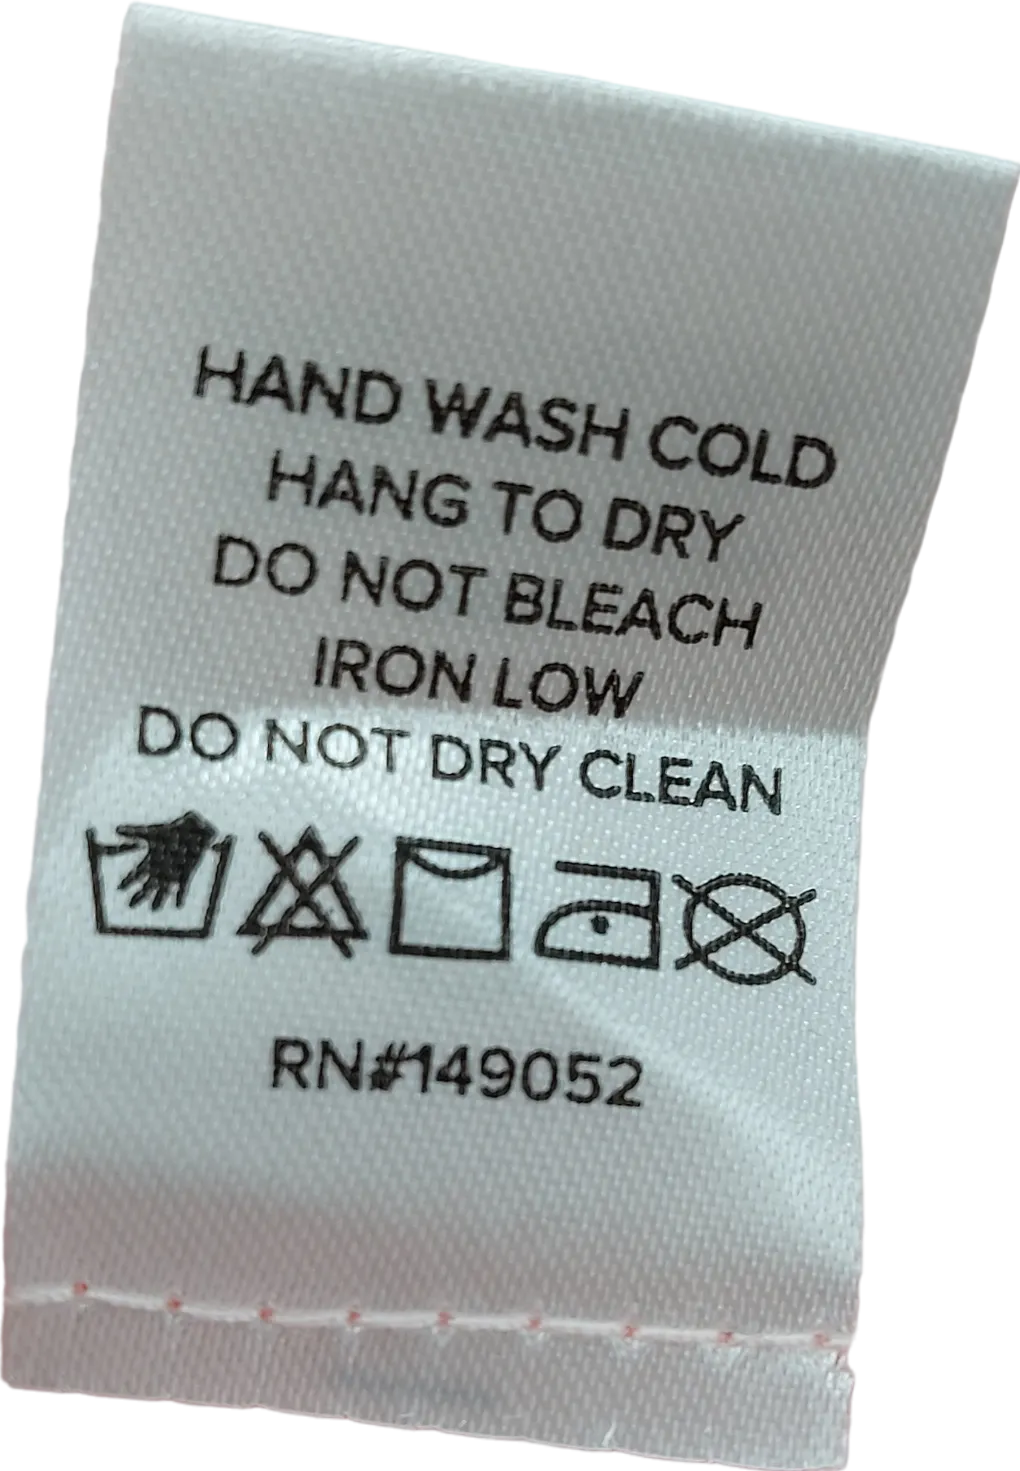 HAND WASH COLD
HANG TO DRY
DO NOT BLEACH
IRON LOW
DO NOT DRY CLEAN
RN#149052